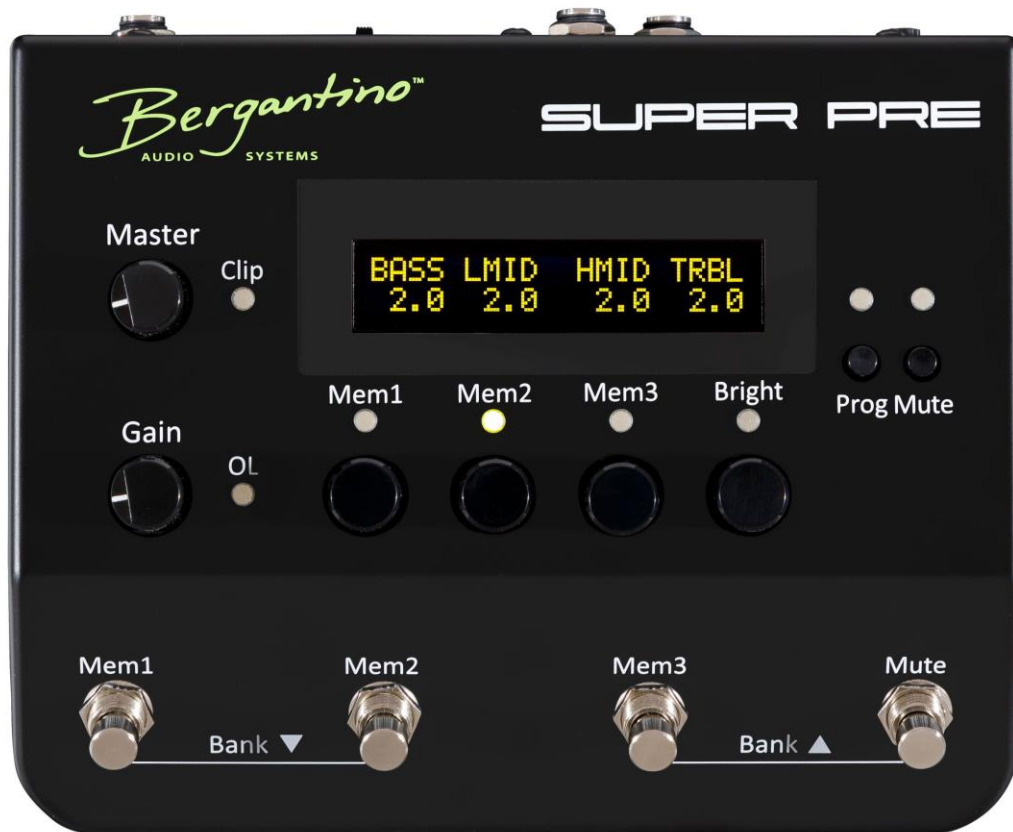 Bergantino™
AUDIO SYSTEMS
SUPER PRE
Master
Clip
BASS LMID HMID TRBL
2.0 2.0 2.0 2.0
Mem1 Mem2 Mem3 Bright
Prog Mute
Gain
OL
Mem1 Mem2 Mem3 Mute
Bank ▼ Bank ▲